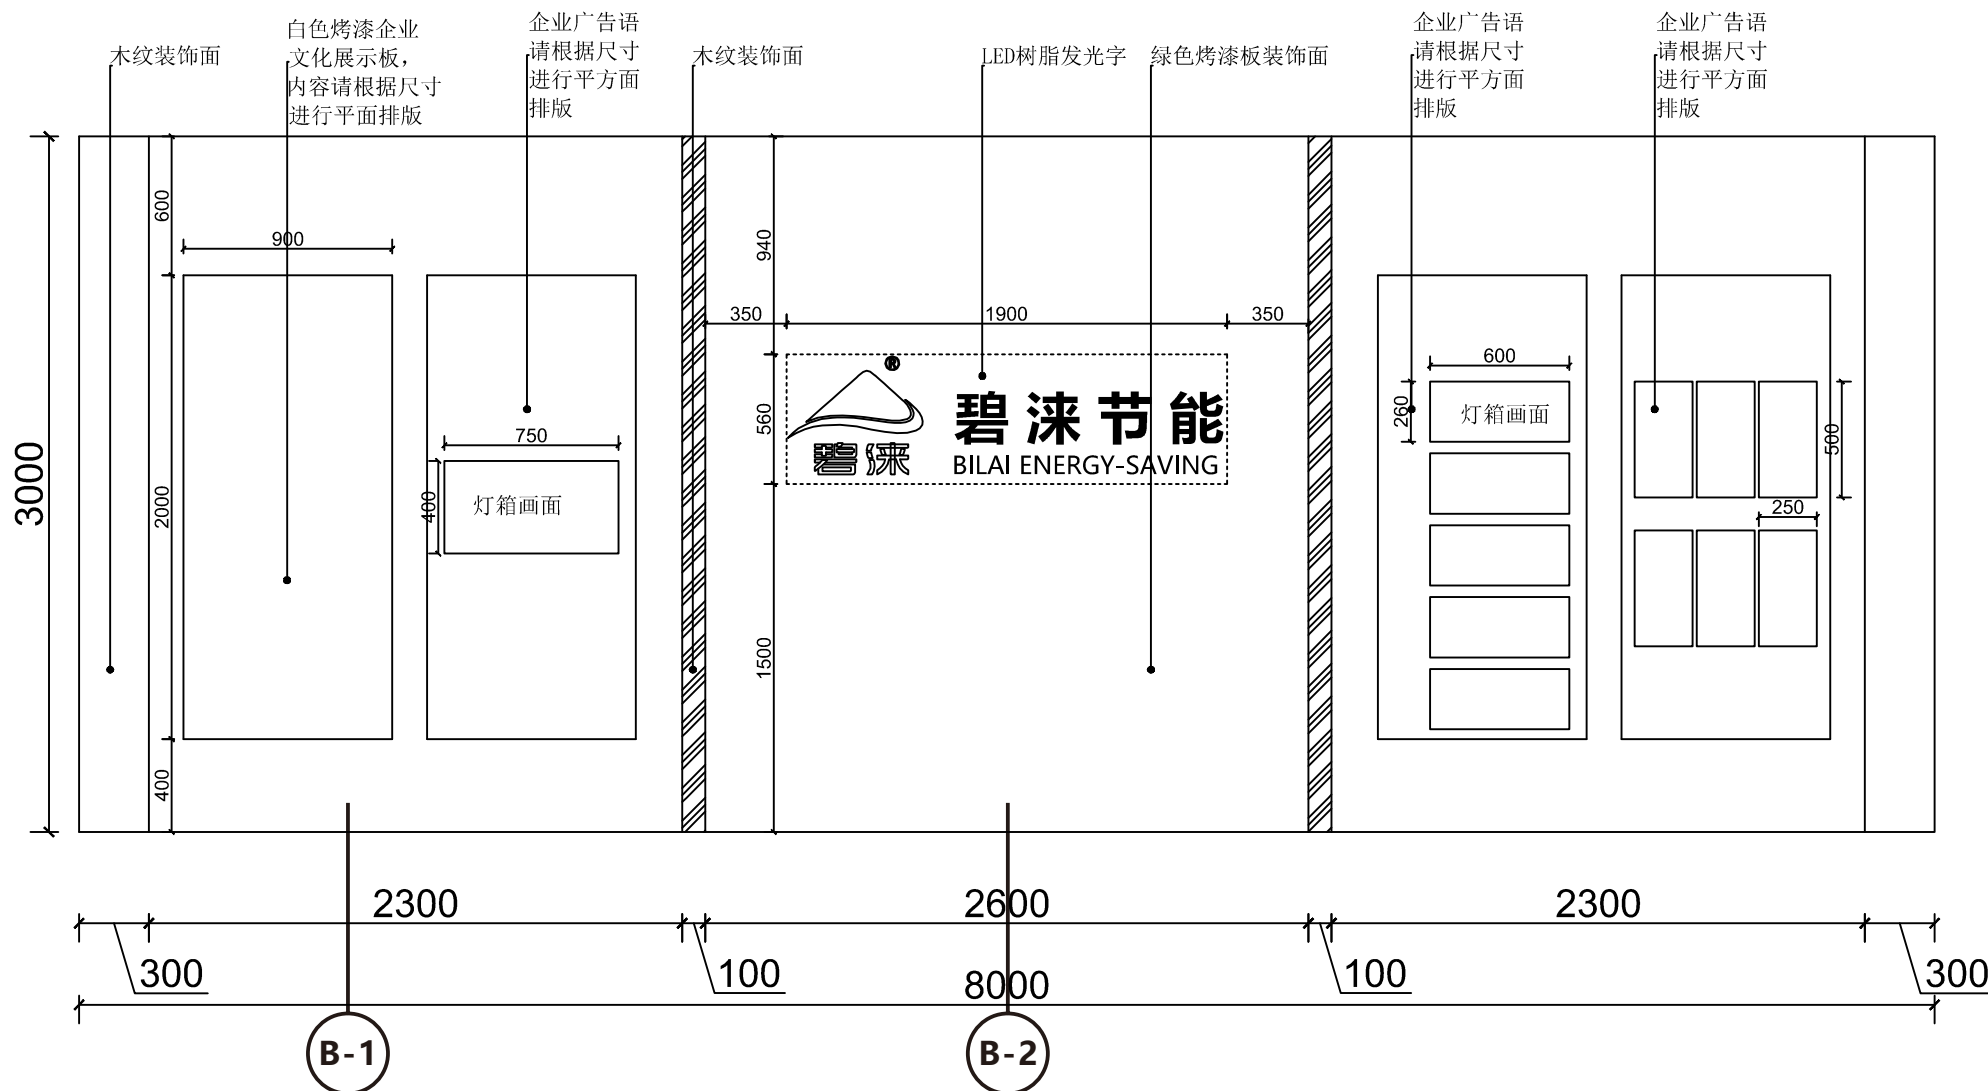 木纹装饰面
白色烤漆企业
文化展示板，
内容请根据尺寸
进行平面排版
企业广告语
请根据尺寸
进行平方面
排版
木纹装饰面
LED树脂发光字
绿色烤漆板装饰面
企业广告语
请根据尺寸
进行平方面
排版
企业广告语
请根据尺寸
进行平方面
排版
3000
600
2000
400
900
750
400
灯箱画面
940
560
1500
350
1900
350
®
碧涞
碧涞节能
BILAI ENERGY-SAVING
600
260
灯箱画面
500
250
2300
2600
2300
300
100
8000
100
300
B-1
B-2